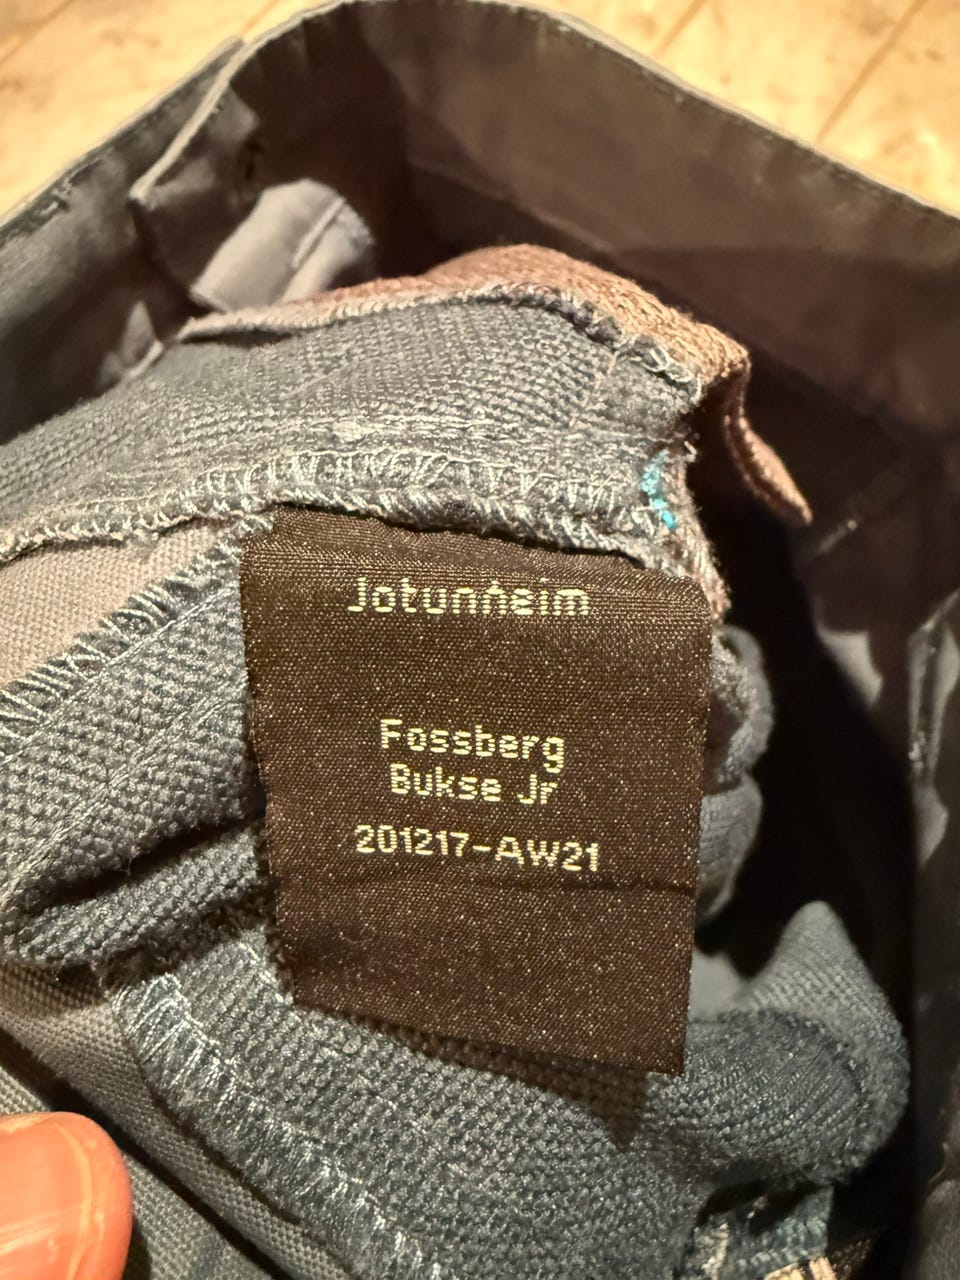 Jotunheim
Fossberg
Bukse Jr
201217-AW21